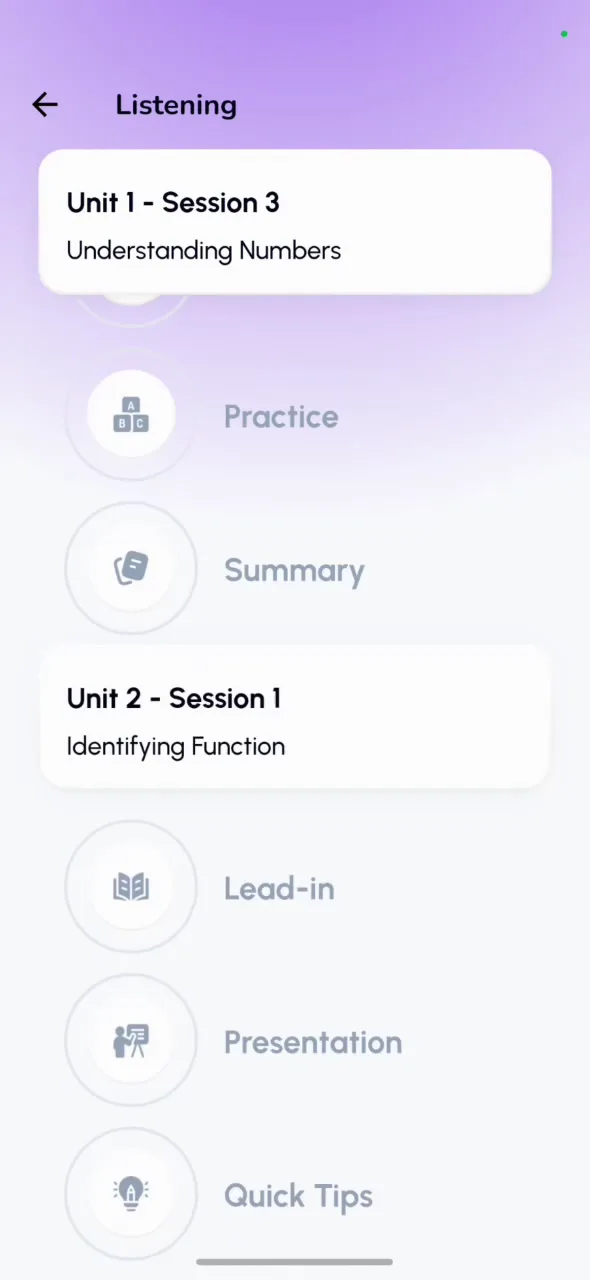 Listening
Unit 1 - Session 3
Understanding Numbers
A
B C
Practice
Summary
Unit 2 - Session 1
Identifying Function
Lead-in
Presentation
Quick Tips